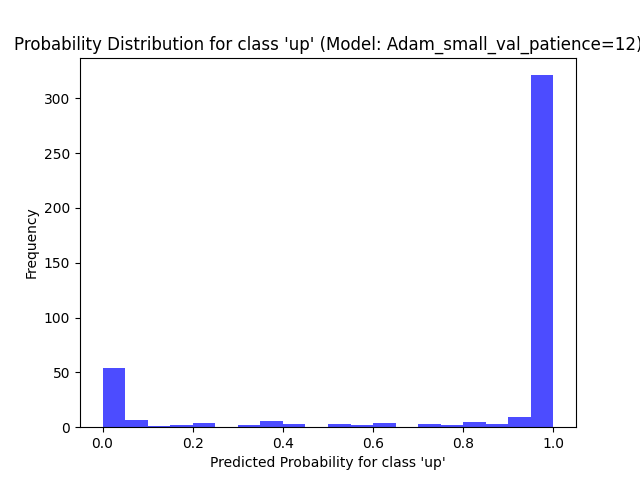 Probability Distribution for class 'up' (Model: Adam_small_val_patience=12)
300
250
200
150
100
50
0
Frequency
0.0 0.2 0.4 0.6 0.8 1.0
Predicted Probability for class 'up'